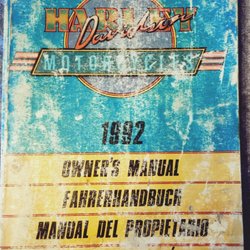 HARLEY
Davidson
MOTORCYCLES
1992
OWNER'S MANUAL
FAHRERHANDBUCH
MANUAL DEL PROPIETARIO